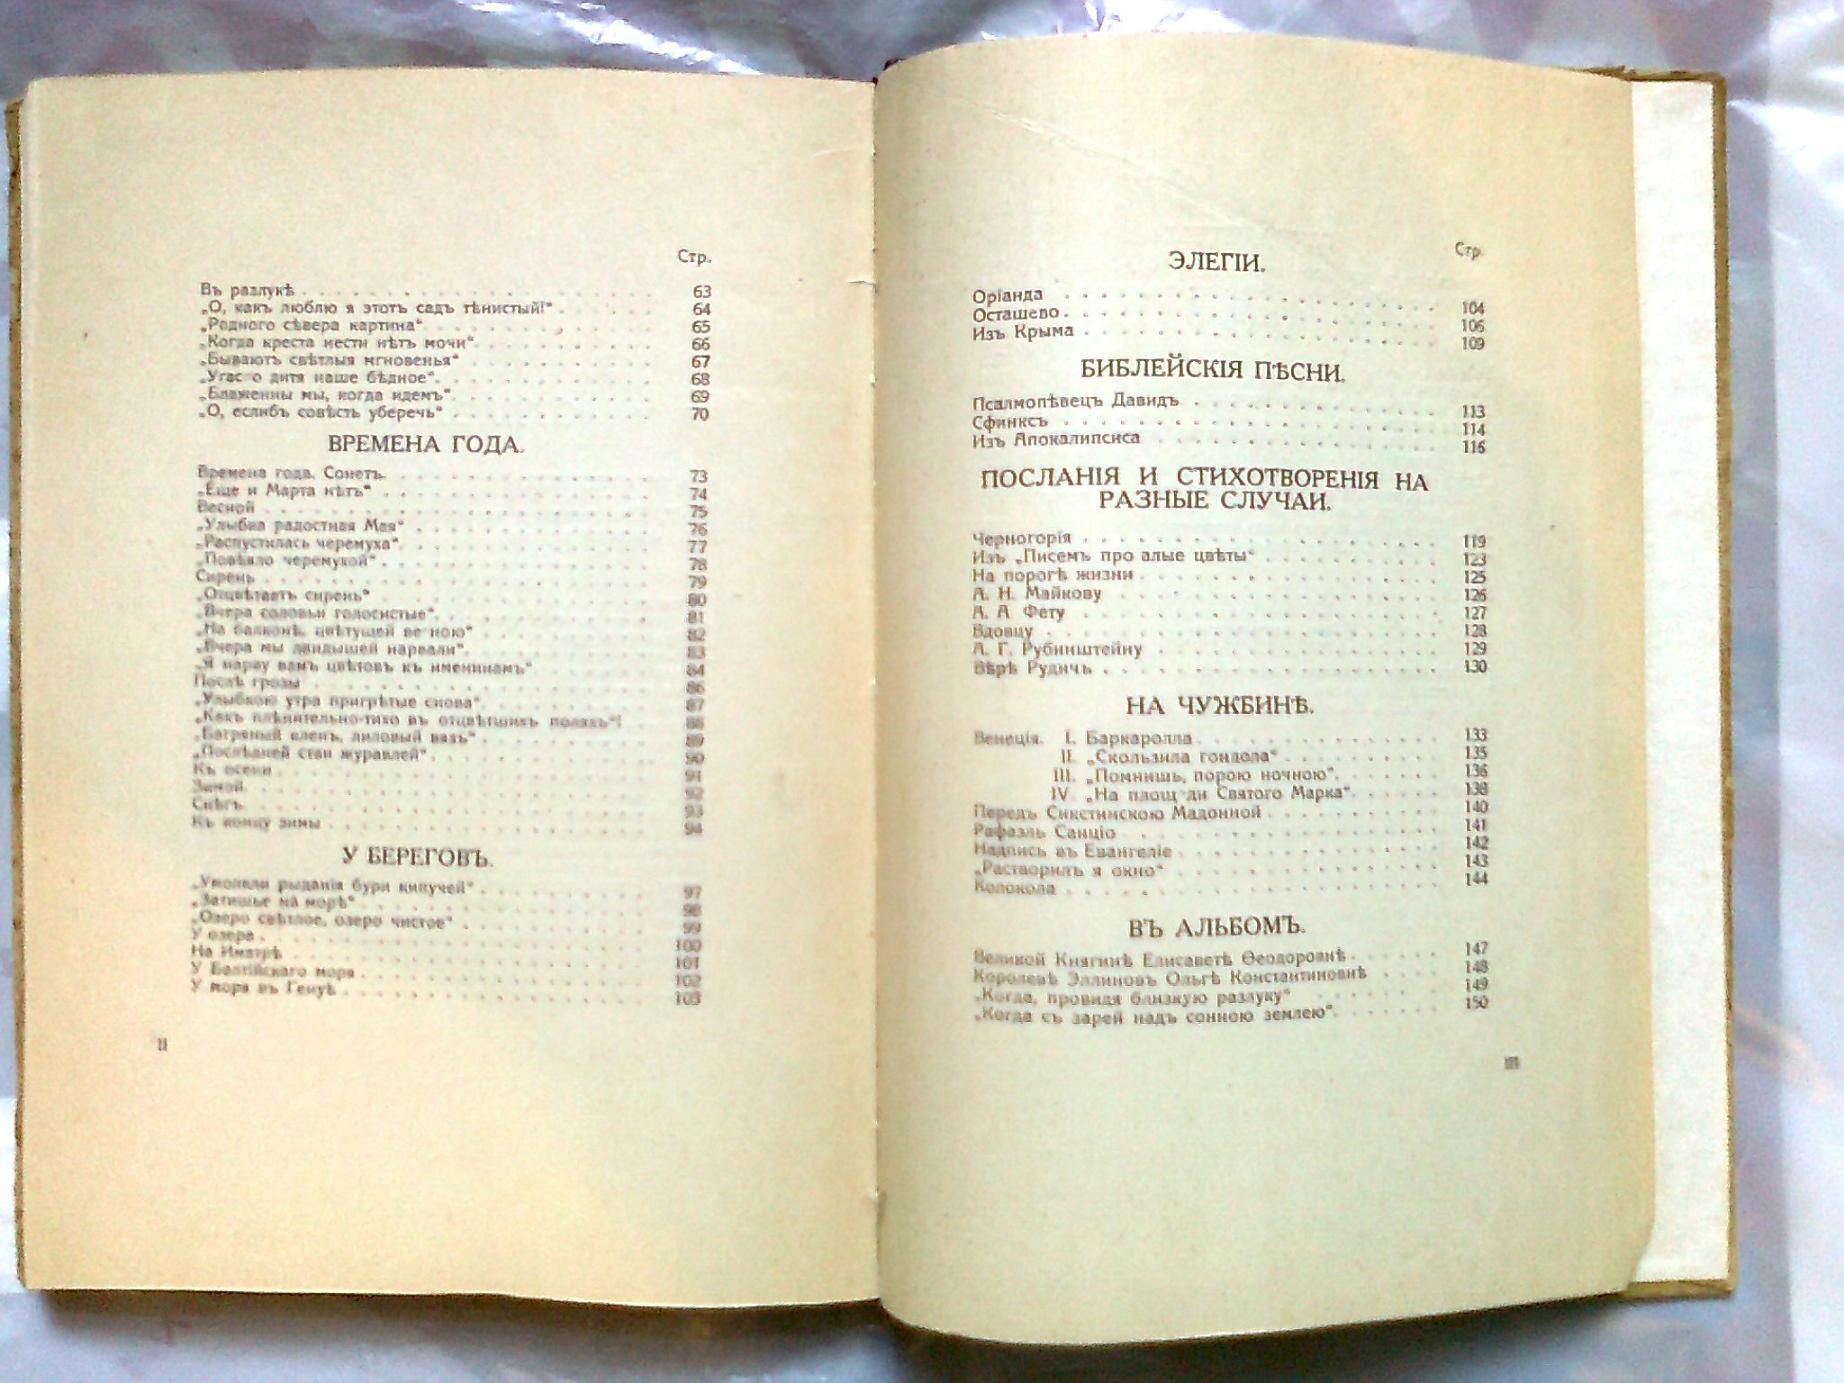 Стр.
Въ разлукѣ 63
„О, какъ люблю я этотъ садъ тѣнистый!“ 64
„Родного сѣвера картина“ 65
„Когда креста нести нѣтъ мочи“ 66
„Бываютъ свѣтлыя мгновенья“ 67
„Угас о дитя наше бѣдное“ 68
„Блаженны мы, когда идемъ“ 69
„О, еслибъ совѣсть уберечь“ 70
ВРЕМЕНА ГОДА.
Времена года. Сонетъ. 73
„Еще и Марта нѣтъ“ 74
Весной 75
„Улыбка радостная Мая“ 76
„Распустилась черемуха“ 77
„Повѣяло черемухой“ 78
Сирень 79
„Отцвѣтаетъ сирень“ 80
„Вчера соловьи голосистые“ 81
„На балконѣ, цвѣтущей весною“ 82
„Вчера мы ландышей нарвали“ 83
„Я нарву вамъ цвѣтовъ къ именинамъ“ 84
Послѣ грозы 86
„Улыбкою утра пригрѣтые снова“ 87
„Какъ плѣнительно-тихо въ отцвѣтшихъ поляхъ“! 88
„Багряный кленъ, лиловый вязъ“ 89
„Послѣдней стаи журавлей“ 90
Къ осени 91
Зимой 92
Снѣгъ 93
Къ концу зимы 94
У БЕРЕГОВЪ.
„Умолкли рыданія бури кипучей“ 97
„Затишье на морѣ“ 98
„Озеро свѣтлое, озеро чистое“ 99
У озера 100
На Иматрѣ 101
У Балтійскаго моря 102
У моря въ Генуѣ 103
II
Стр.
ЭЛЕГІИ.
Оріанда 104
Осташево 106
Изъ Крыма 109
БИБЛЕЙСКІЯ ПѢСНИ.
Псалмопѣвецъ Давидъ 113
Сфинксъ 114
Изъ Апокалипсиса 116
ПОСЛАНІЯ И СТИХОТВОРЕНІЯ НА
РАЗНЫЕ СЛУЧАИ.
Черногорія 119
Изъ „Писемъ про алые цвѣты“ 123
На порогѣ жизни 125
А. Н. Майкову 126
А. А Фету 127
Вдовцу 128
А. Г. Рубинштейну 129
Вѣрѣ Рудичъ 130
НА ЧУЖБИНѢ.
Венеція. I. Баркаролла 133
II. „Скользила гондола“ 135
III. „Помнишь, порою ночною“ 136
IV. „На площ ди Святого Марка“ 138
Передъ Сикстинскою Мадонной 140
Рафаэль Санціо 141
Надпись въ Евангеліе 142
„Растворилъ я окно“ 143
Колокола 144
ВЪ АЛЬБОМЪ.
Великой Княгинѣ Елисаветѣ Ѳеодоровнѣ 147
Королевѣ Эллиновъ Ольгѣ Константиновнѣ 148
„Когда, провидя близкую разлуку“ 149
„Когда съ зарей надъ сонною землею“ 150
III